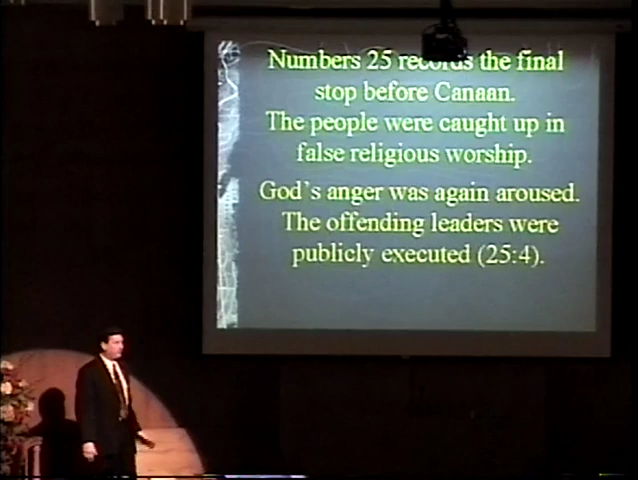 Numbers 25 records the final
stop before Canaan.
The people were caught up in
false religious worship.
God's anger was again aroused.
The offending leaders were
publicly executed (25:4).